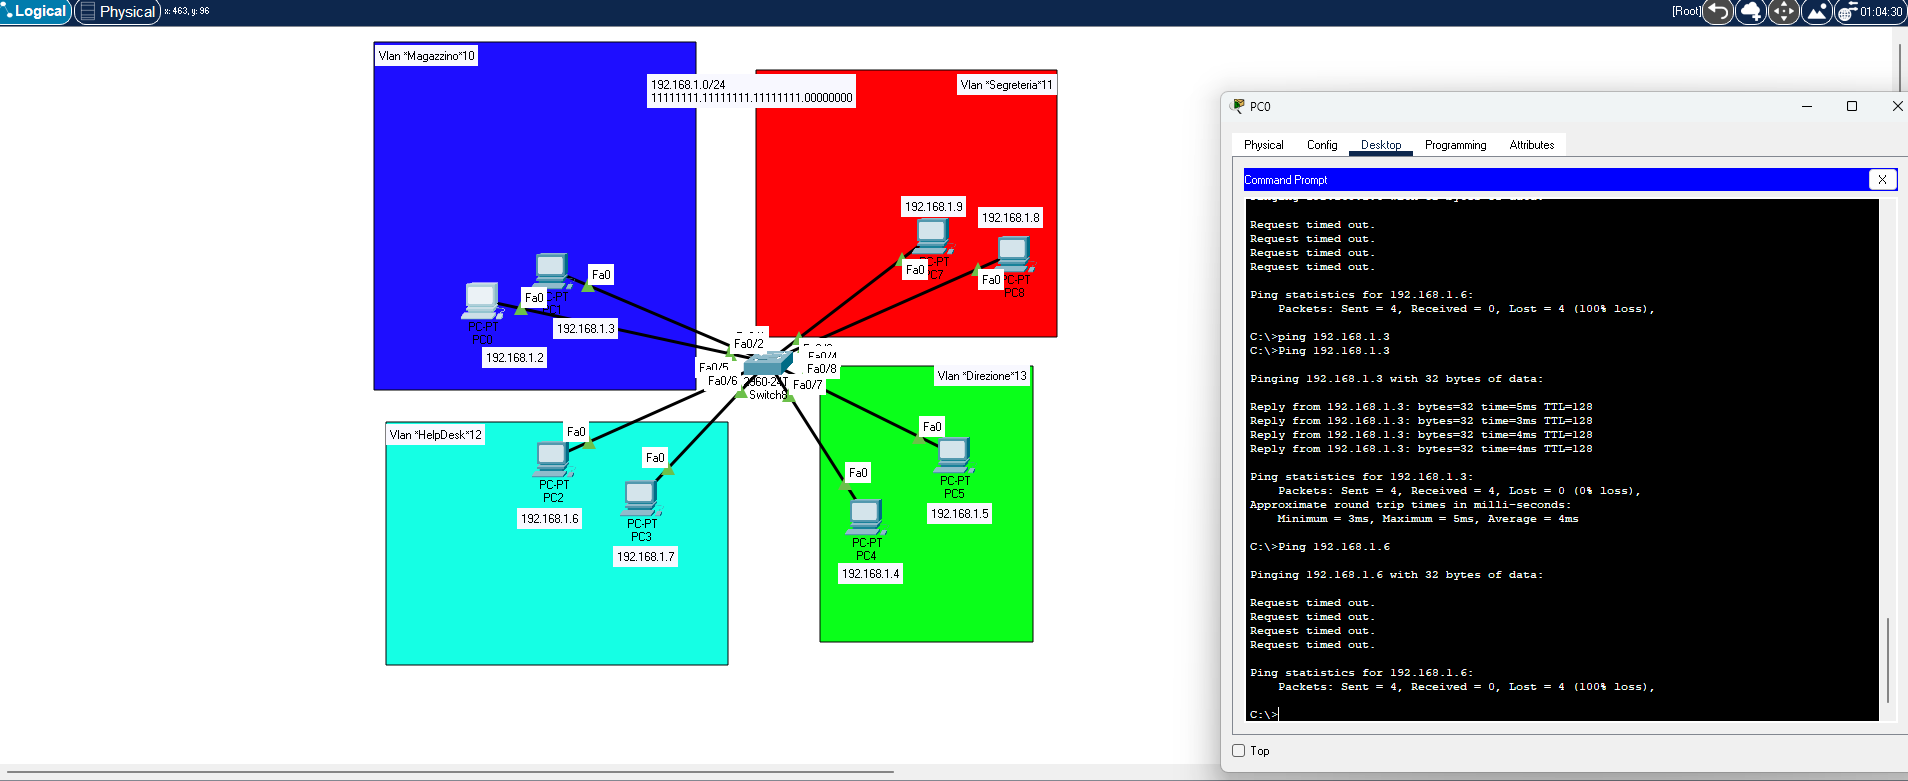 Logical
Physical
x: 463, y: 96
[Root]
01:04:30
Vlan *Magazzino*10
192.168.1.0/24
11111111.11111111.11111111.00000000
Vlan *Segreteria*11
192.168.1.9
192.168.1.8
Fa0
Fa0
PC8
Fa0
Fa0
PC-PT
PC0
192.168.1.3
192.168.1.2
Fa0/2
Fa0/4
Fa0/5
Fa0/8
Fa0/6
Fa0/7
2960-24T
Switch8
Vlan *Direzione*13
Vlan *HelpDesk*12
Fa0
PC-PT
PC2
192.168.1.6
Fa0
PC-PT
PC3
192.168.1.7
Fa0
PC-PT
PC5
192.168.1.5
Fa0
PC-PT
PC4
192.168.1.4
PC0
Physical
Config
Desktop
Programming
Attributes
Command Prompt
X
Request timed out.
Request timed out.
Request timed out.
Request timed out.
Ping statistics for 192.168.1.6:
Packets: Sent = 4, Received = 0, Lost = 4 (100% loss),
C:\>ping 192.168.1.3
C:\>Ping 192.168.1.3
Pinging 192.168.1.3 with 32 bytes of data:
Reply from 192.168.1.3: bytes=32 time=5ms TTL=128
Reply from 192.168.1.3: bytes=32 time=3ms TTL=128
Reply from 192.168.1.3: bytes=32 time=4ms TTL=128
Reply from 192.168.1.3: bytes=32 time=4ms TTL=128
Ping statistics for 192.168.1.3:
Packets: Sent = 4, Received = 4, Lost = 0 (0% loss),
Approximate round trip times in milli-seconds:
Minimum = 3ms, Maximum = 5ms, Average = 4ms
C:\>Ping 192.168.1.6
Pinging 192.168.1.6 with 32 bytes of data:
Request timed out.
Request timed out.
Request timed out.
Request timed out.
Ping statistics for 192.168.1.6:
Packets: Sent = 4, Received = 0, Lost = 4 (100% loss),
C:\>
Top